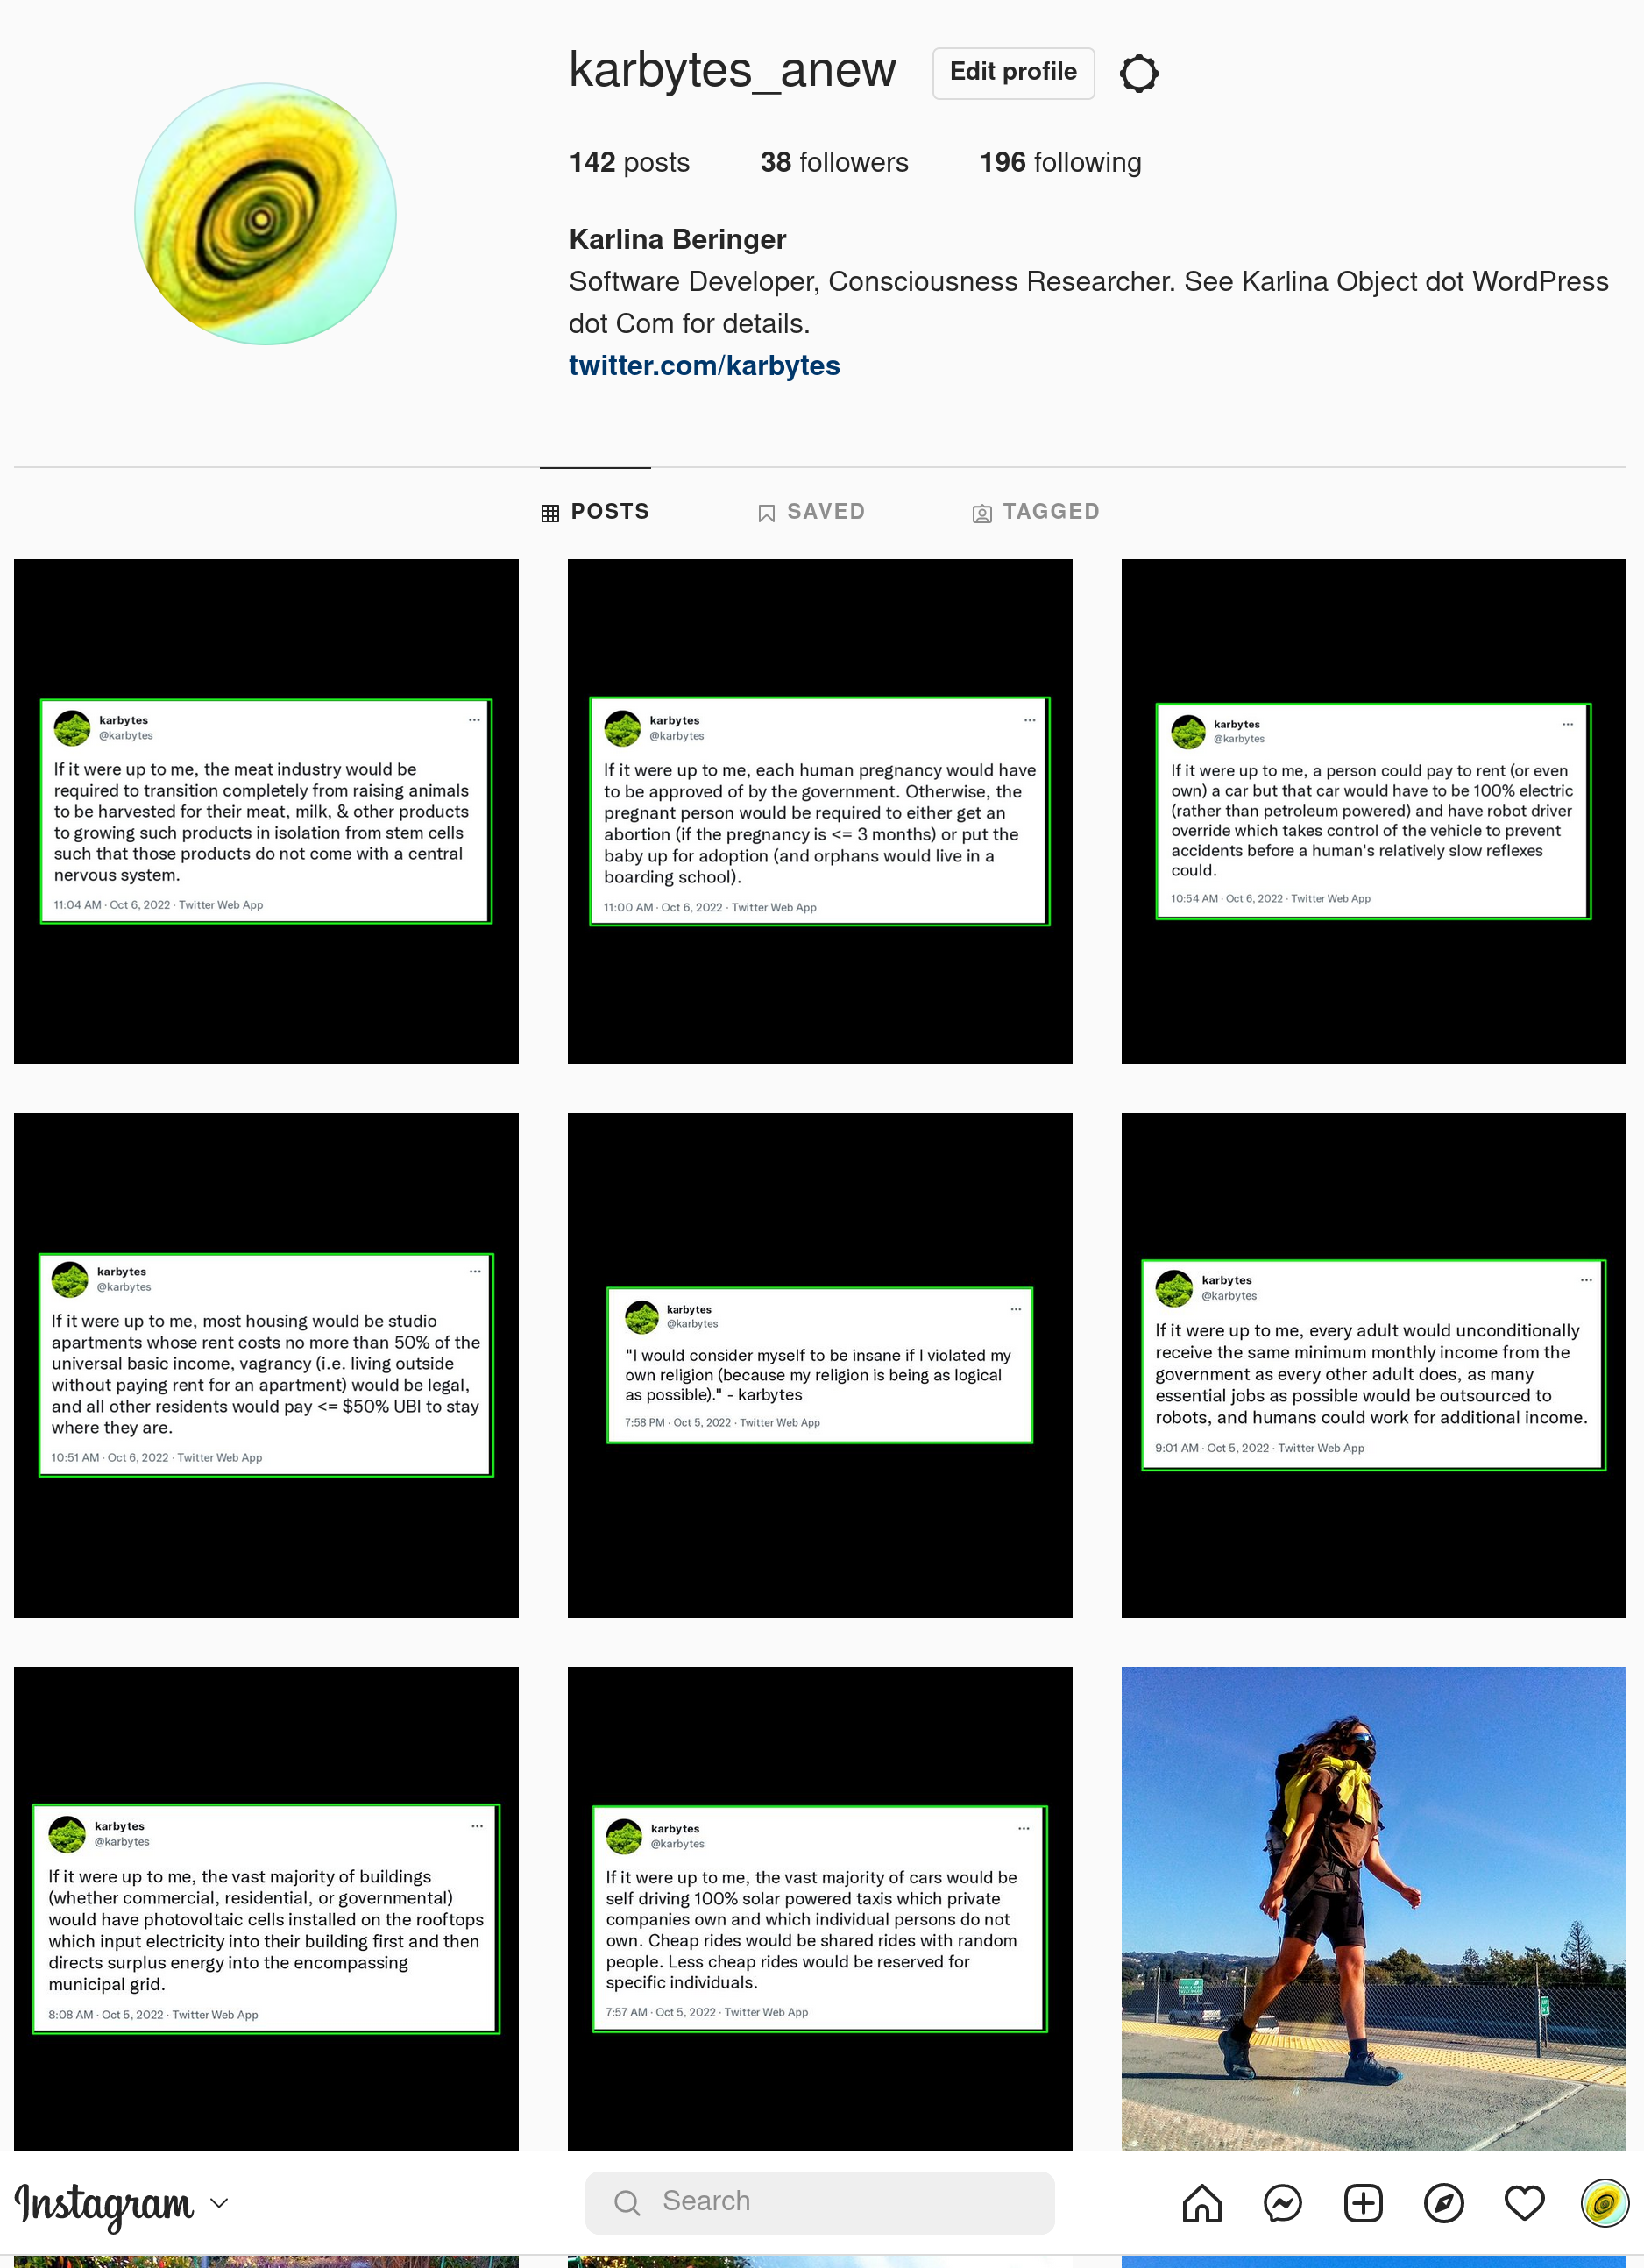 karbytes_anew
Edit profile
142 posts
38 followers
196 following
Karlina Beringer
Software Developer, Consciousness Researcher. See Karlina Object dot WordPress
dot Com for details.
twitter.com/karbytes
POSTS
SAVED
TAGGED
karbytes
@karbytes
If it were up to me, the meat industry would be
required to transition completely from raising animals
to be harvested for their meat, milk, & other products
to growing such products in isolation from stem cells
such that those products do not come with a central
nervous system.
11:04 AM · Oct 6, 2022 · Twitter Web App
karbytes
@karbytes
If it were up to me, each human pregnancy would have
to be approved of by the government. Otherwise, the
pregnant person would be required to either get an
abortion (if the pregnancy is <= 3 months) or put the
baby up for adoption (and orphans would live in a
boarding school).
11:00 AM · Oct 6, 2022 · Twitter Web App
karbytes
@karbytes
If it were up to me, a person could pay to rent (or even
own) a car but that car would have to be 100% electric
(rather than petroleum powered) and have robot driver
override which takes control of the vehicle to prevent
accidents before a human's relatively slow reflexes
could.
10:54 AM · Oct 6, 2022 · Twitter Web App
karbytes
@karbytes
If it were up to me, most housing would be studio
apartments whose rent costs no more than 50% of the
universal basic income, vagrancy (i.e. living outside
without paying rent for an apartment) would be legal,
and all other residents would pay <= $50% UBI to stay
where they are.
10:51 AM · Oct 6, 2022 · Twitter Web App
karbytes
@karbytes
"I would consider myself to be insane if I violated my
own religion (because my religion is being as logical
as possible)." - karbytes
7:58 PM · Oct 5, 2022 · Twitter Web App
karbytes
@karbytes
If it were up to me, every adult would unconditionally
receive the same minimum monthly income from the
government as every other adult does, as many
essential jobs as possible would be outsourced to
robots, and humans could work for additional income.
9:01 AM · Oct 5, 2022 · Twitter Web App
karbytes
@karbytes
If it were up to me, the vast majority of buildings
(whether commercial, residential, or governmental)
would have photovoltaic cells installed on the rooftops
which input electricity into their building first and then
directs surplus energy into the encompassing
municipal grid.
8:08 AM · Oct 5, 2022 · Twitter Web App
karbytes
@karbytes
If it were up to me, the vast majority of cars would be
self driving 100% solar powered taxis which private
companies own and which individual persons do not
own. Cheap rides would be shared rides with random
people. Less cheap rides would be reserved for
specific individuals.
7:57 AM · Oct 5, 2022 · Twitter Web App
Instagram
Search